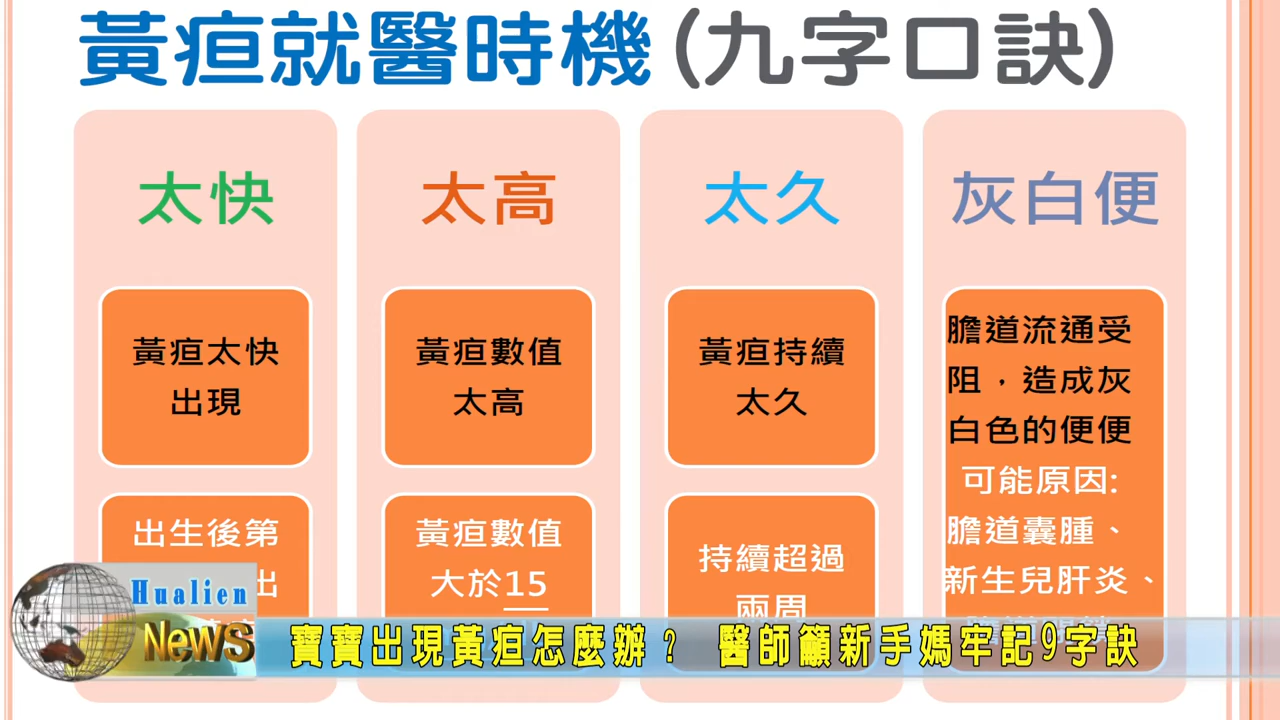 黃疸就醫時機(九字口訣)
太快
太高
太久
灰白便
黃疸太快
出現
黃疸數值
太高
黃疸持續
太久
膽道流通受
阻，造成灰
白色的便便
可能原因:
膽道囊腫、
新生兒肝炎、
出生後第
出
黃疸數值
大於15
持續超過
兩周
Hualien
News
寶寶出現黃疸怎麼辦？ 醫師籲新手媽牢記9字訣